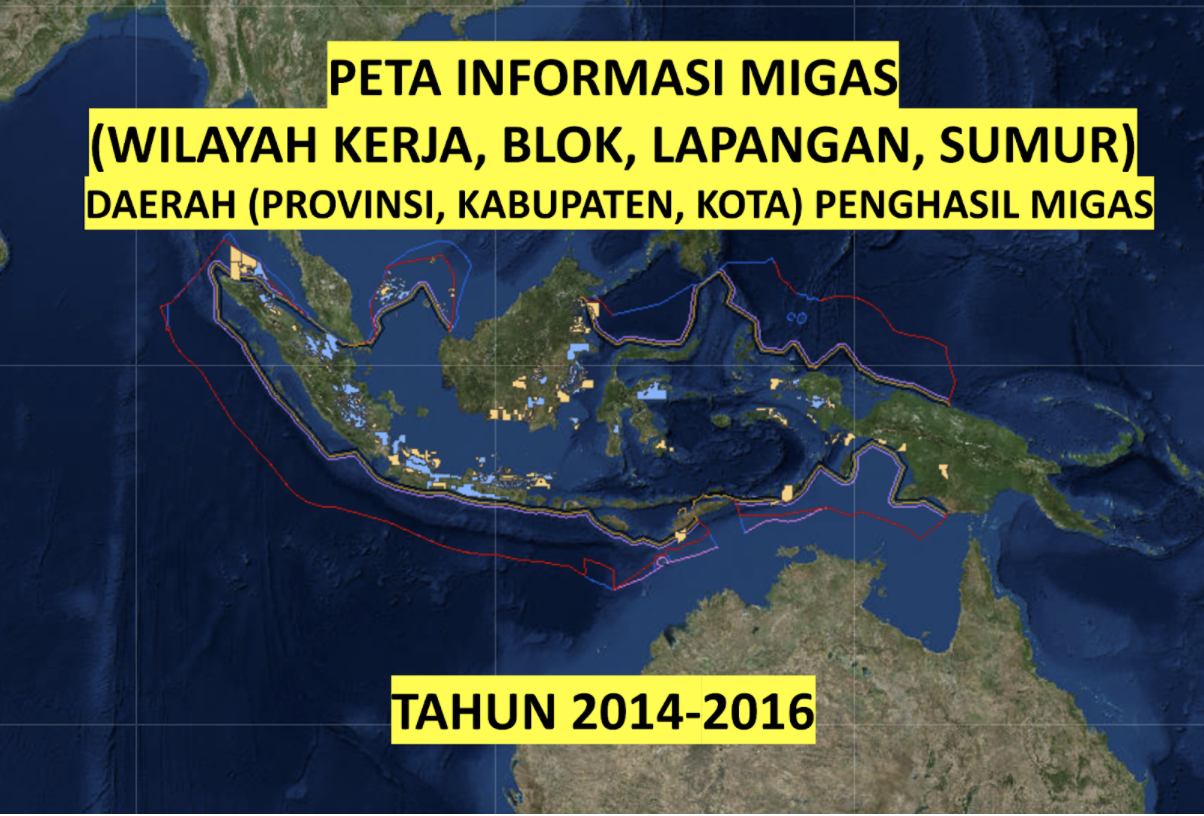 PETA INFORMASI MIGAS
(WILAYAH KERJA, BLOK, LAPANGAN, SUMUR)
DAERAH (PROVINSI, KABUPATEN, KOTA) PENGHASIL MIGAS
TAHUN 2014-2016